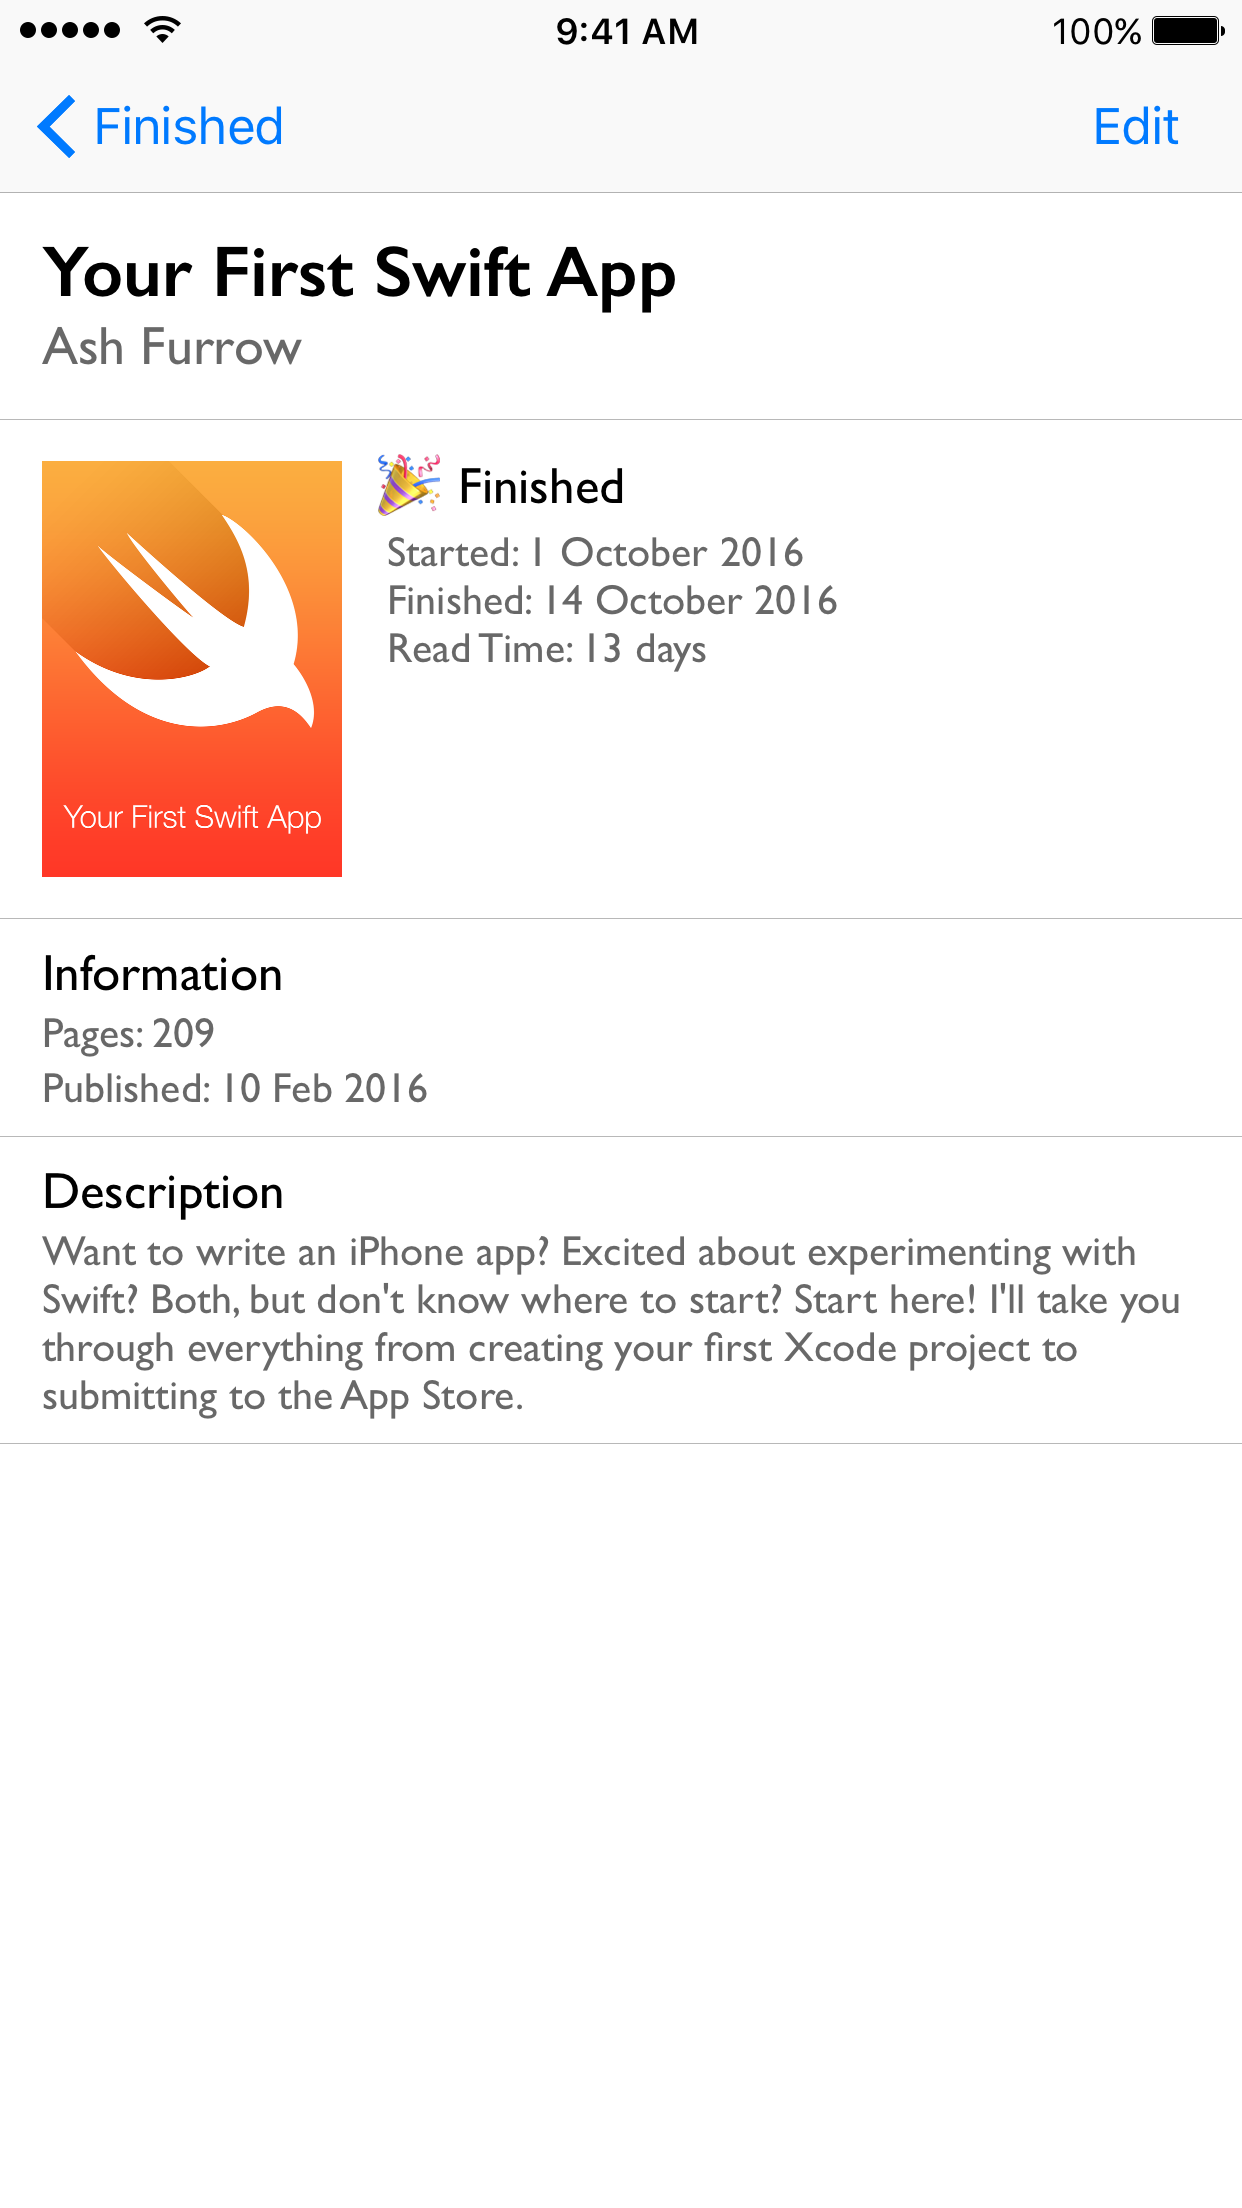 9:41 AM
100%
Finished
Edit
Your First Swift App
Ash Furrow
🎉 Finished
Started: 1 October 2016
Finished: 14 October 2016
Read Time: 13 days
Your First Swift App
Information
Pages: 209
Published: 10 Feb 2016
Description
Want to write an iPhone app? Excited about experimenting with
Swift? Both, but don't know where to start? Start here! I'll take you
through everything from creating your first Xcode project to
submitting to the App Store.